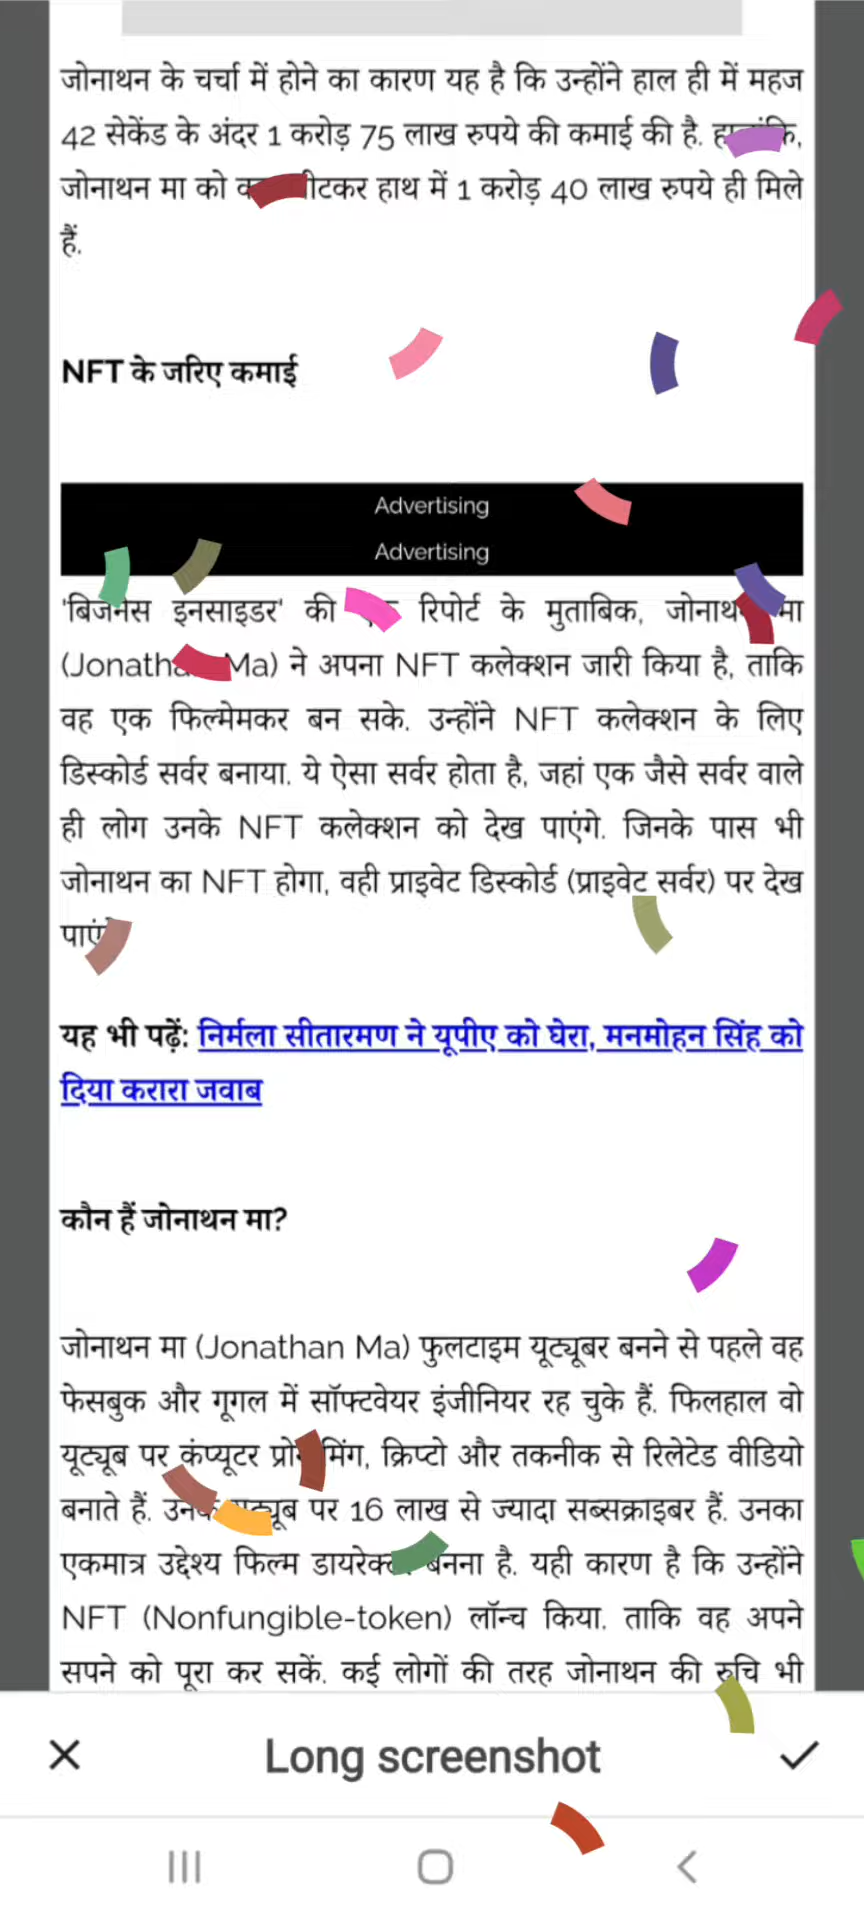 जोनाथन के चर्चा में होने का कारण यह है कि उन्होंने हाल ही में महज
42 सेकेंड के अंदर 1 करोड़ 75 लाख रुपये की कमाई की है.
जोनाथन मा को हाथ में 1 करोड़ 40 लाख रुपये ही मिले
हैं.
NFT के जरिए कमाई
Advertising
Advertising
'बिजनेस इनसाइडर' की रिपोर्ट के मुताबिक, मा
(Jonathan Ma) ने अपना NFT कलेक्शन जारी किया है, ताकि
वह एक फिल्मेमकर बन सके. उन्होंने NFT कलेक्शन के लिए
डिस्कोर्ड सर्वर बनाया. ये ऐसा सर्वर होता है, जहां एक जैसे सर्वर वाले
ही लोग उनके NFT कलेक्शन को देख पाएंगे. जिनके पास भी
जोनाथन का NFT होगा, वही प्राइवेट डिस्कोर्ड (प्राइवेट सर्वर) पर देख
यह भी पढ़ें: निर्मला सीतारमण ने यूपीए को घेरा, मनमोहन सिंह को
दिया करारा जवाब
कौन हैं जोनाथन मा?
जोनाथन मा (Jonathan Ma) फुलटाइम यूट्यूबर बनने से पहले वह
फेसबुक और गूगल में सॉफ्टवेयर इंजीनियर रह चुके हैं. फिलहाल वो
यूट्यूब पर कंप्यूटर प्रोग्रामिंग, क्रिप्टो और तकनीक से रिलेटेड वीडियो
बनाते हैं. उनके यूट्यूब पर 16 लाख से ज्यादा सब्सक्राइबर हैं. उनका
एकमात्र उद्देश्य फिल्म डायरेक्टर बनना है. यही कारण है कि उन्होंने
NFT (Nonfungible-token) लॉन्च किया. ताकि वह अपने
सपने को पूरा कर सकें. कई लोगों की तरह जोनाथन की रुचि भी
Long screenshot